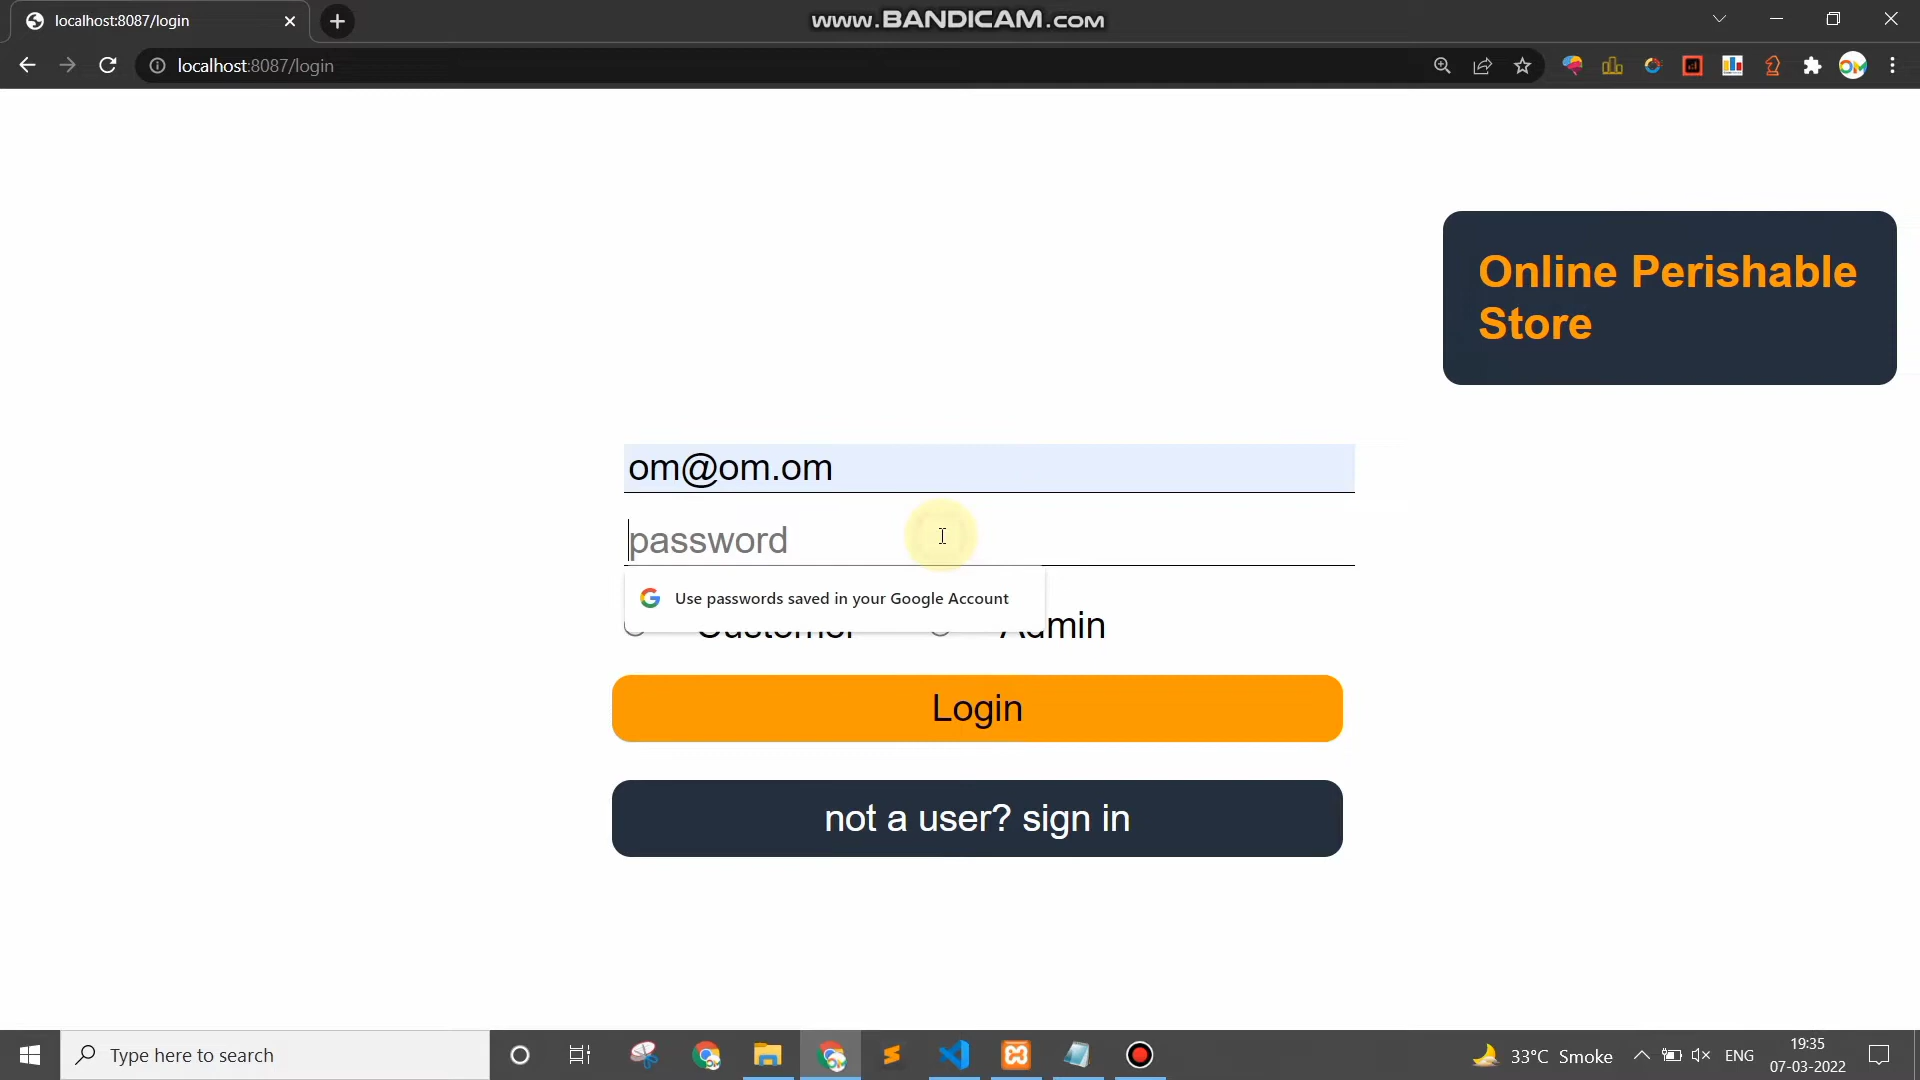 localhost:8087/login
www.BANDICAM.com
localhost:8087/login
Online Perishable
Store
om@om.om
password
Use passwords saved in your Google Account
Customer Admin
Login
not a user? sign in
Type here to search
33°C Smoke
ENG
19:35
07-03-2022